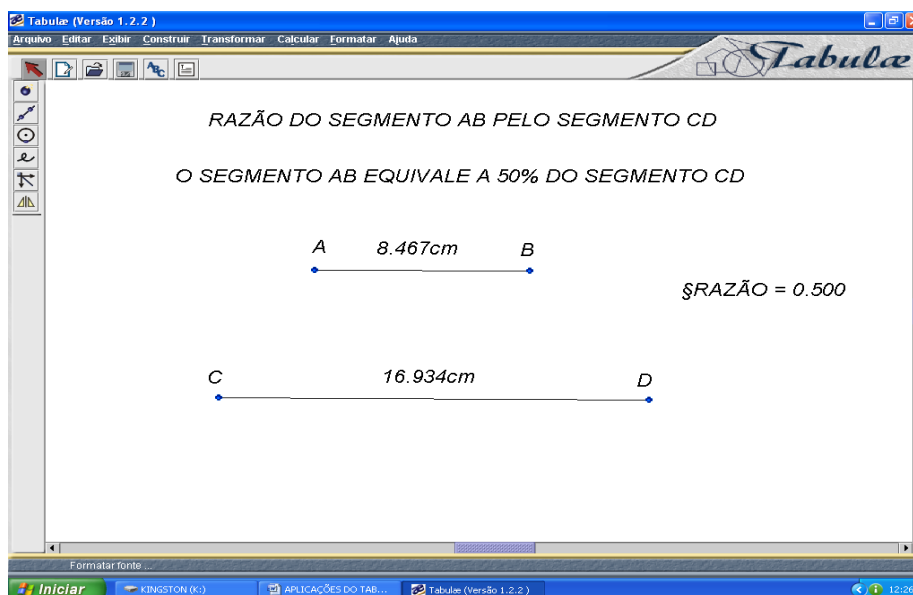 Tabulæ (Versão 1.2.2 )
Arquivo Editar Exibir Construir Transformar Calcular Formatar Ajuda
Tabulæ
ABC
RAZÃO DO SEGMENTO AB PELO SEGMENTO CD
O SEGMENTO AB EQUIVALE A 50% DO SEGMENTO CD
A 8.467cm B
§RAZÃO = 0.500
C 16.934cm D
Formatar fonte ...
Iniciar KINGSTON (K:) APLICAÇÕES DO TAB... Tabulæ (Versão 1.2.2 ) 12:26